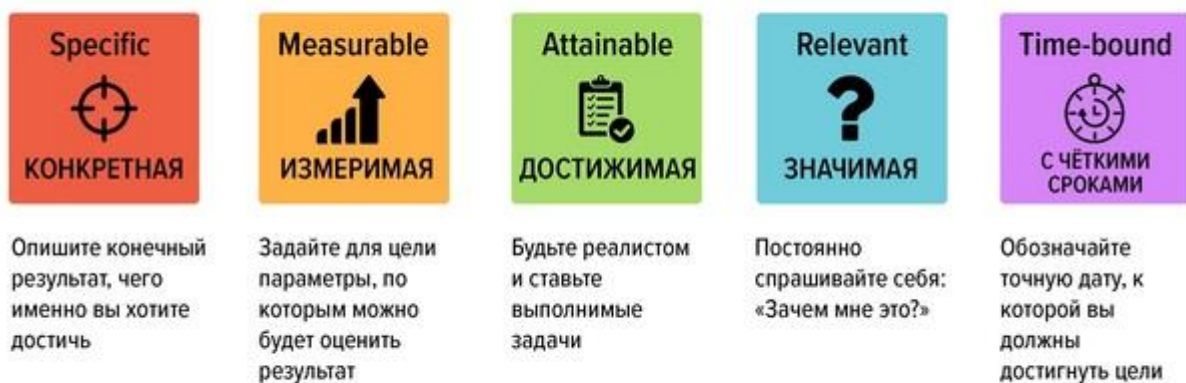 Specific
КОНКРЕТНАЯ
Опишите конечный
результат, чего
именно вы хотите
достичь
Measurable
ИЗМЕРИМАЯ
Задайте для цели
параметры, по
которым можно
будет оценить
результат
Attainable
ДОСТИЖИМАЯ
Будьте реалистом
и ставьте
выполнимые
задачи
Relevant
?
ЗНАЧИМАЯ
Постоянно
спрашивайте себя:
«Зачем мне это?»
Time-bound
С ЧЁТКИМИ
СРОКАМИ
Обозначайте
точную дату, к
которой вы
должны
достигнуть цели